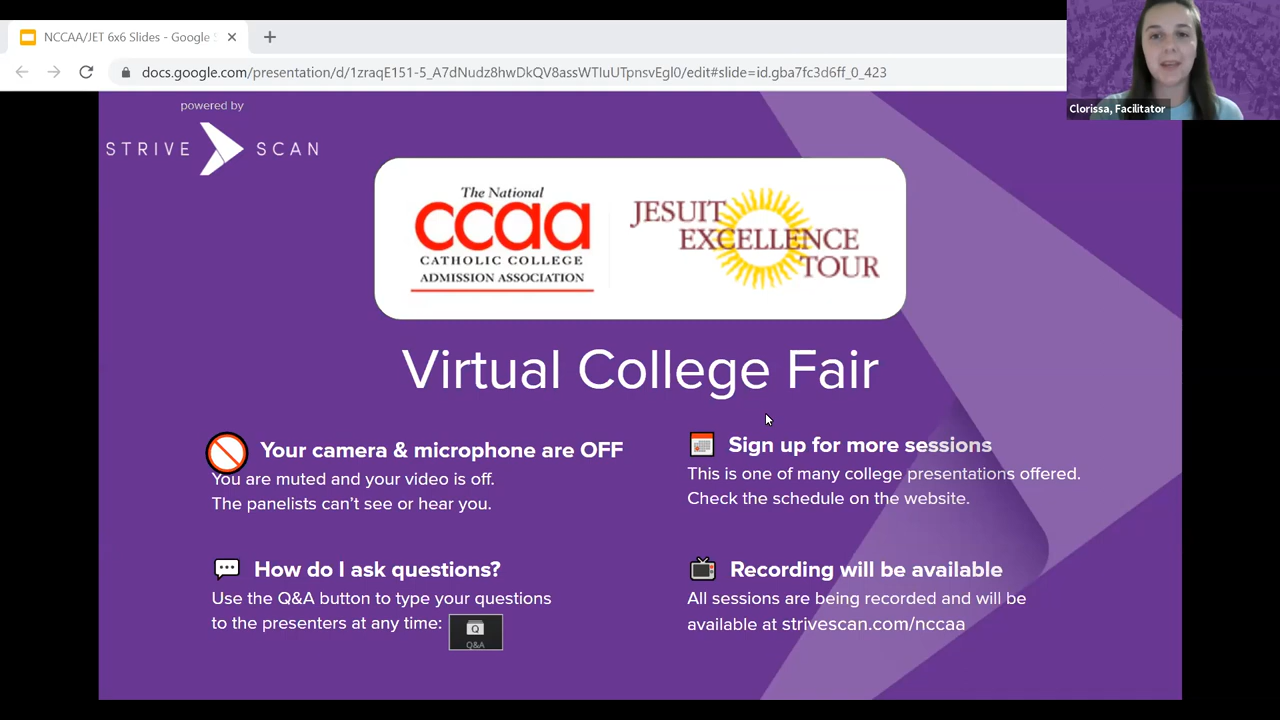 NCCAA/JET 6x6 Slides - Google S
docs.google.com/presentation/d/1zraqE151-5_A7dNudz8hwDkQV8assWTIuUTpnsvEgl0/edit#slide=id.gba7fc3d6ff_0_423
Clorissa, Facilitator
powered by
STRIVE SCAN
The National
ccaa
CATHOLIC COLLEGE
ADMISSION ASSOCIATION
JESUIT
EXCELLENCE
TOUR
Virtual College Fair
Your camera & microphone are OFF
You are muted and your video is off.
The panelists can't see or hear you.
Sign up for more sessions
This is one of many college presentations offered.
Check the schedule on the website.
How do I ask questions?
Use the Q&A button to type your questions
to the presenters at any time:
Q
Q&A
Recording will be available
All sessions are being recorded and will be
available at strivescan.com/nccaa